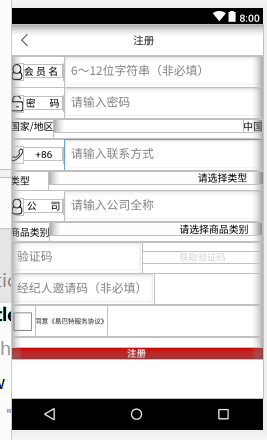 8:00
注册
会员名 6～12位字符串（非必填）
密 码 请输入密码
国家/地区 中国
+86 请输入联系方式
类型 请选择类型
公 司 请输入公司全称
商品类别 请选择商品类别
验证码 获取验证码
经纪人邀请码（非必填）
同意《易巴特服务协议》
注册